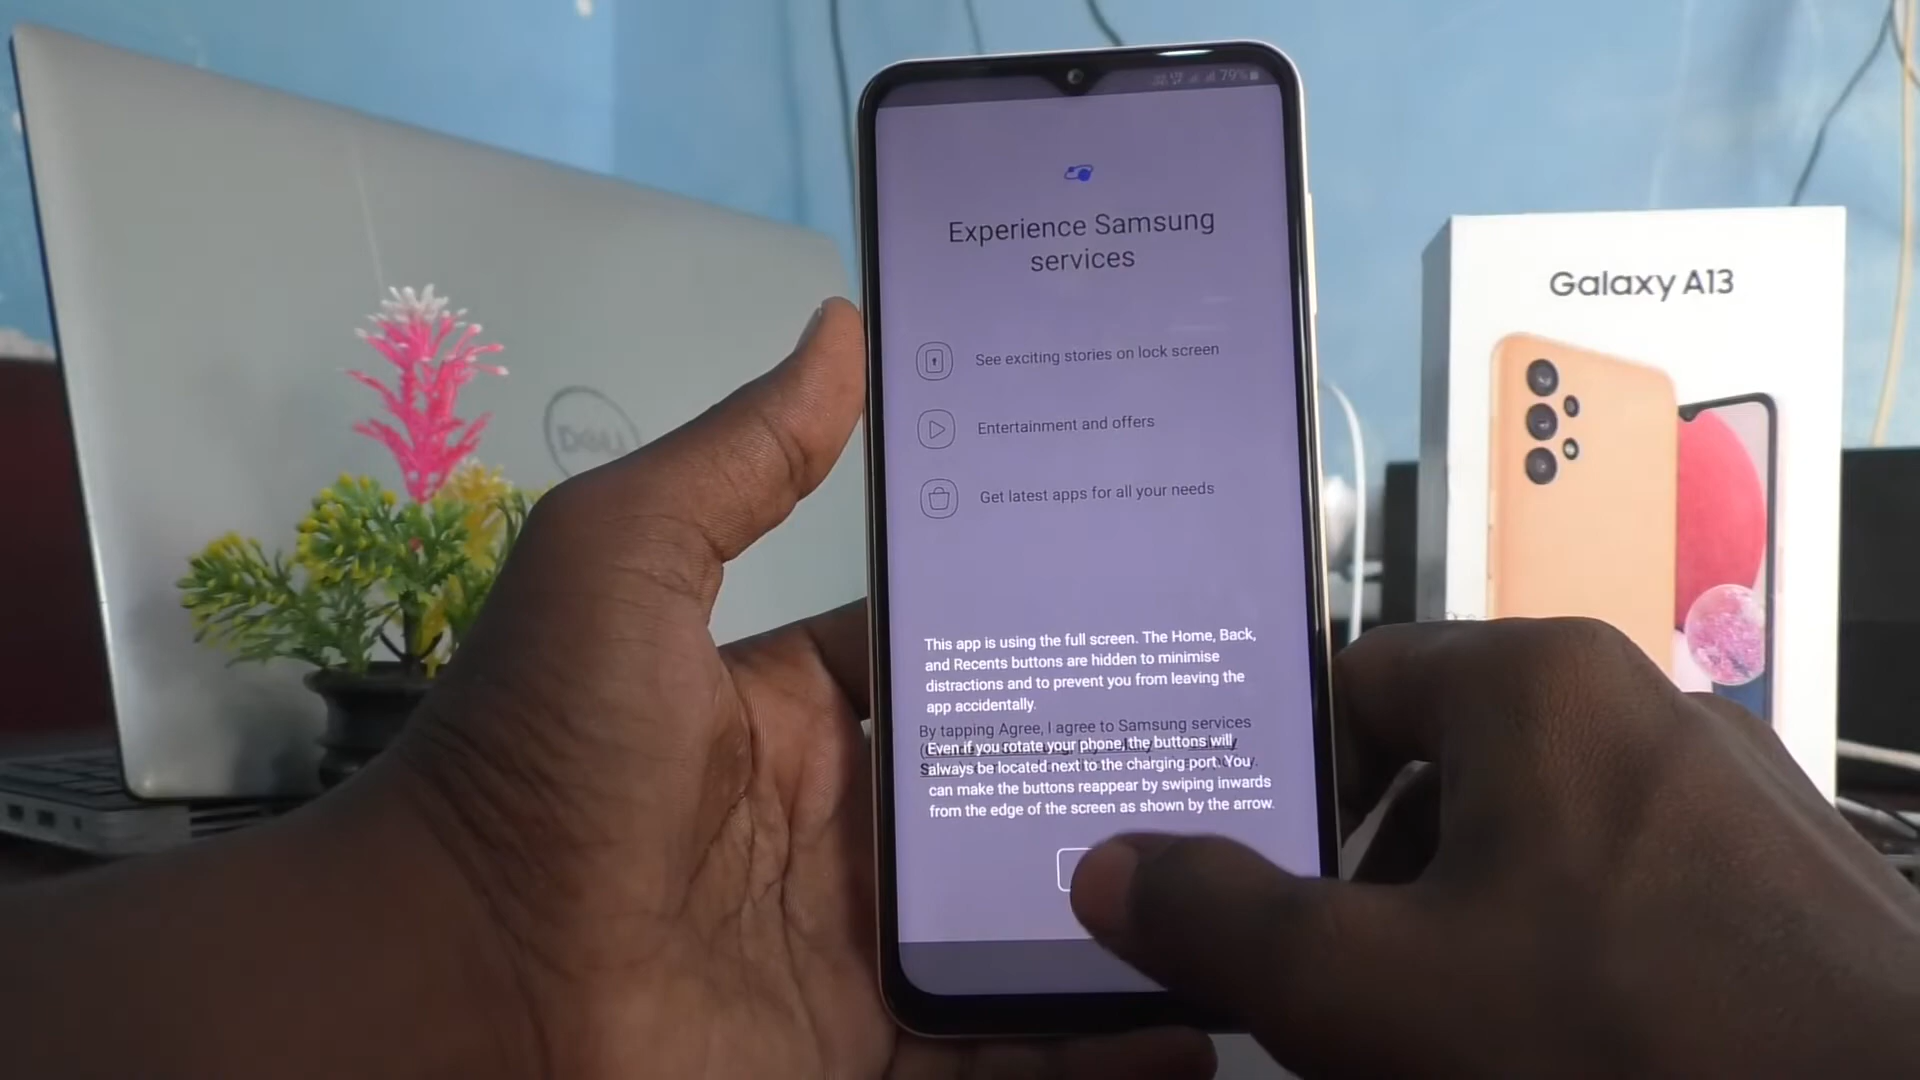 79%
Experience Samsung
services
See exciting stories on lock screen
Entertainment and offers
Get latest apps for all your needs
This app is using the full screen. The Home, Back,
and Recents buttons are hidden to minimise
distractions and to prevent you from leaving the
app accidentally.
By tapping Agree, I agree to Samsung services
Even if you rotate your phone, the buttons will
always be located next to the charging port. You
can make the buttons reappear by swiping inwards
from the edge of the screen as shown by the arrow.
Galaxy A13
DELL